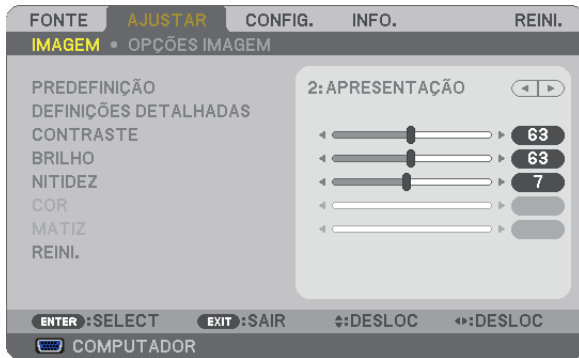 FONTE AJUSTAR CONFIG. INFO. REINI.
IMAGEM • OPÇÕES IMAGEM
PREDEFINIÇÃO 2:APRESENTAÇÃO
DEFINIÇÕES DETALHADAS
CONTRASTE 63
BRILHO 63
NITIDEZ 7
COR
MATIZ
REINI.
ENTER :SELECT EXIT :SAIR :DESLOC :DESLOC
COMPUTADOR